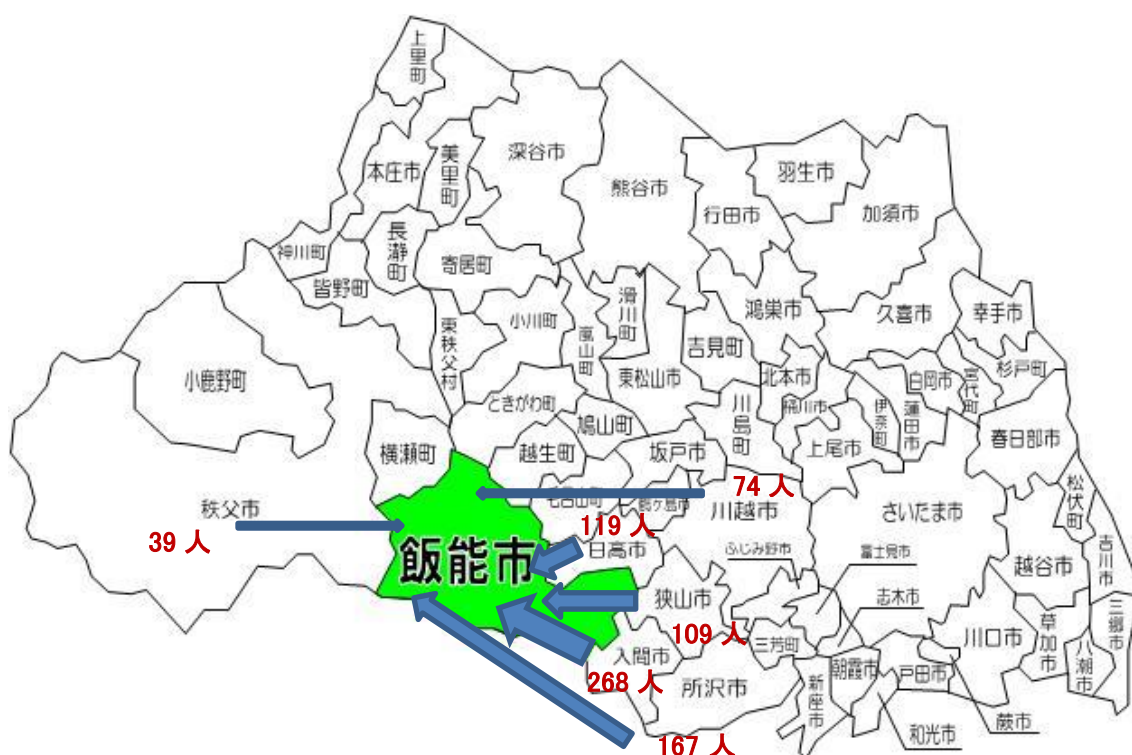 上里町
本庄市
美里町
深谷市
熊谷市
羽生市
行田市
加須市
神川町
長瀞町
皆野町
寄居町
小川町
東秩父村
嵐山町
滑川町
東松山市
吉見町
鴻巣市
久喜市
幸手市
杉戸町
宮代町
白岡市
蓮田市
伊奈町
桶川市
北本市
川島町
上尾市
春日部市
小鹿野町
秩父市
横瀬町
ときがわ町
鳩山町
越生町
毛呂山町
坂戸市
鶴ケ島市
川越市
74 人
39 人
119 人
飯能市
日高市
ふじみ野市
富士見市
さいたま市
松伏町
越谷市
吉川市
狭山市
志木市
109 人
三芳町
川口市
草加市
三郷市
八潮市
入間市
268 人
所沢市
新座市
朝霞市
戸田市
和光市
蕨市
167 人